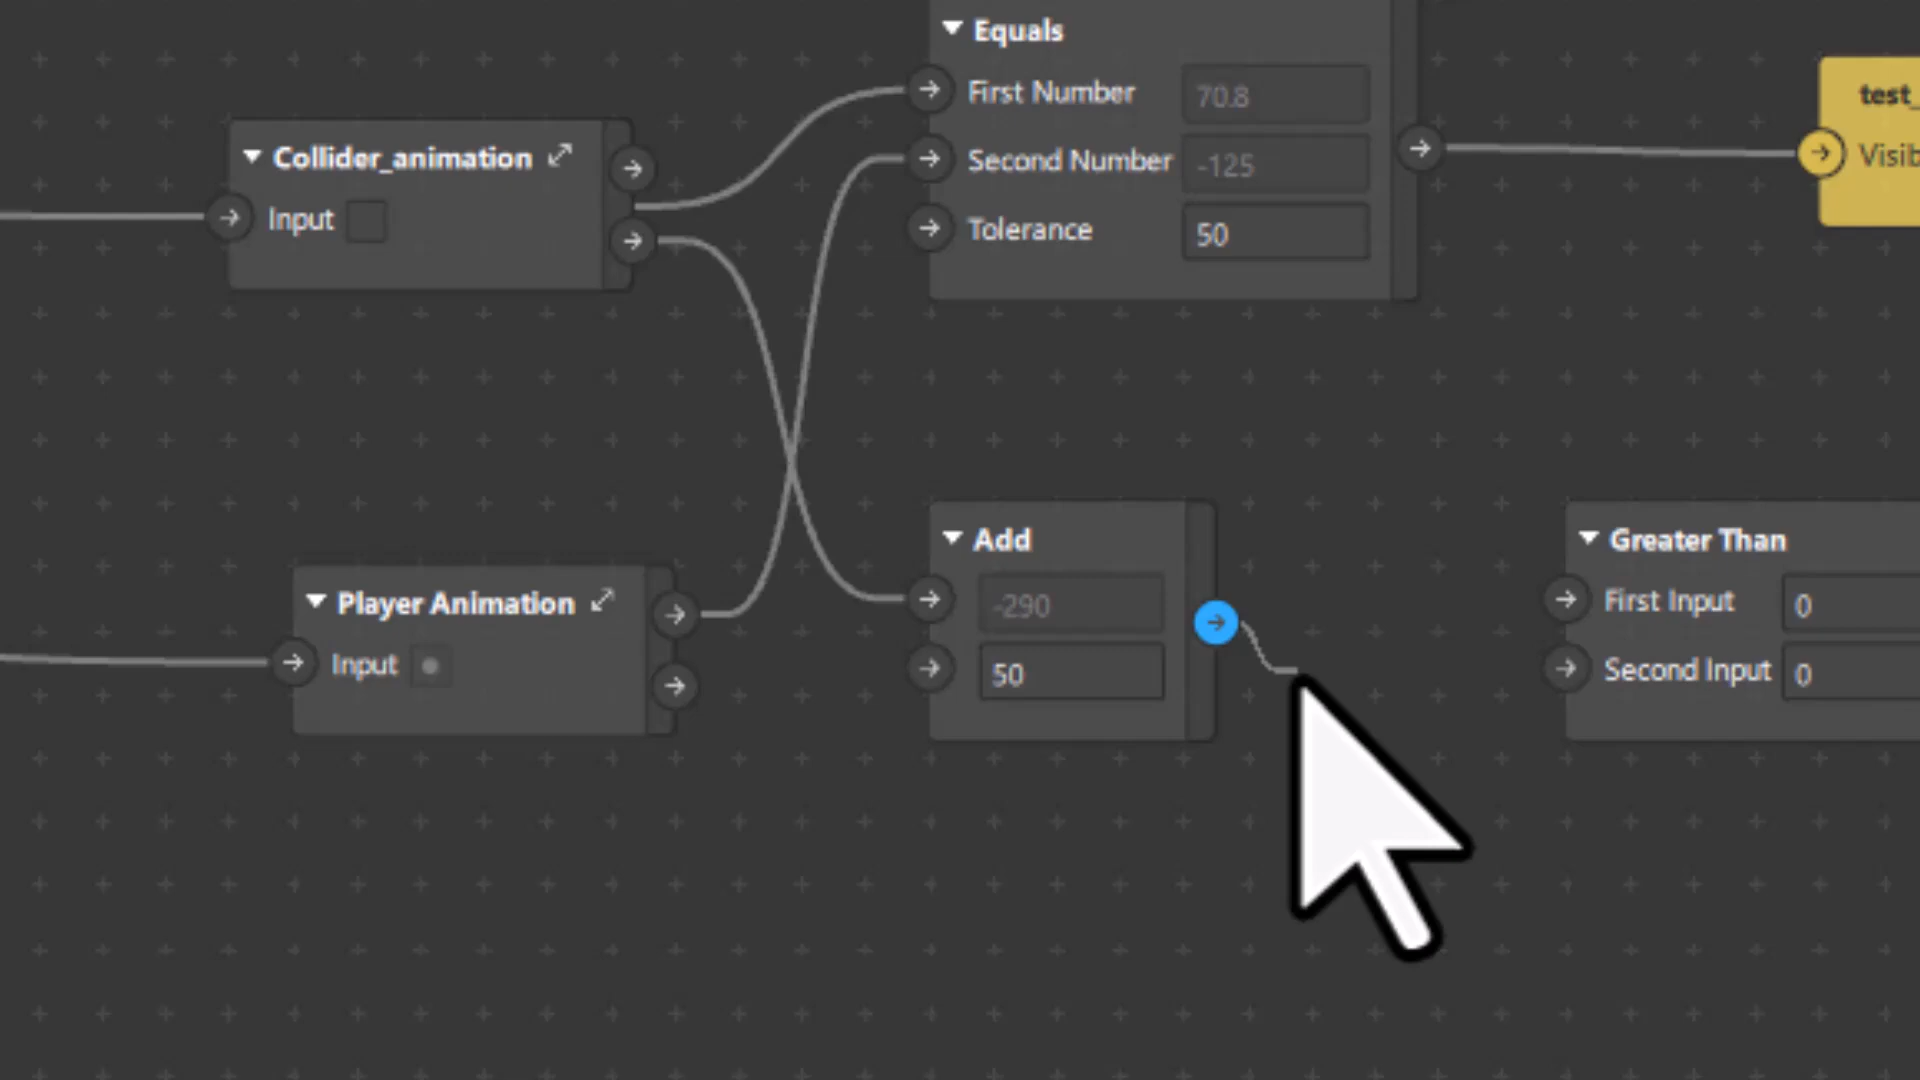 Equals
First Number 70.8
Second Number -125
Tolerance 50
test_
Visib
Collider_animation
Input
Player Animation
Input
Add
-290
50
Greater Than
First Input 0
Second Input 0